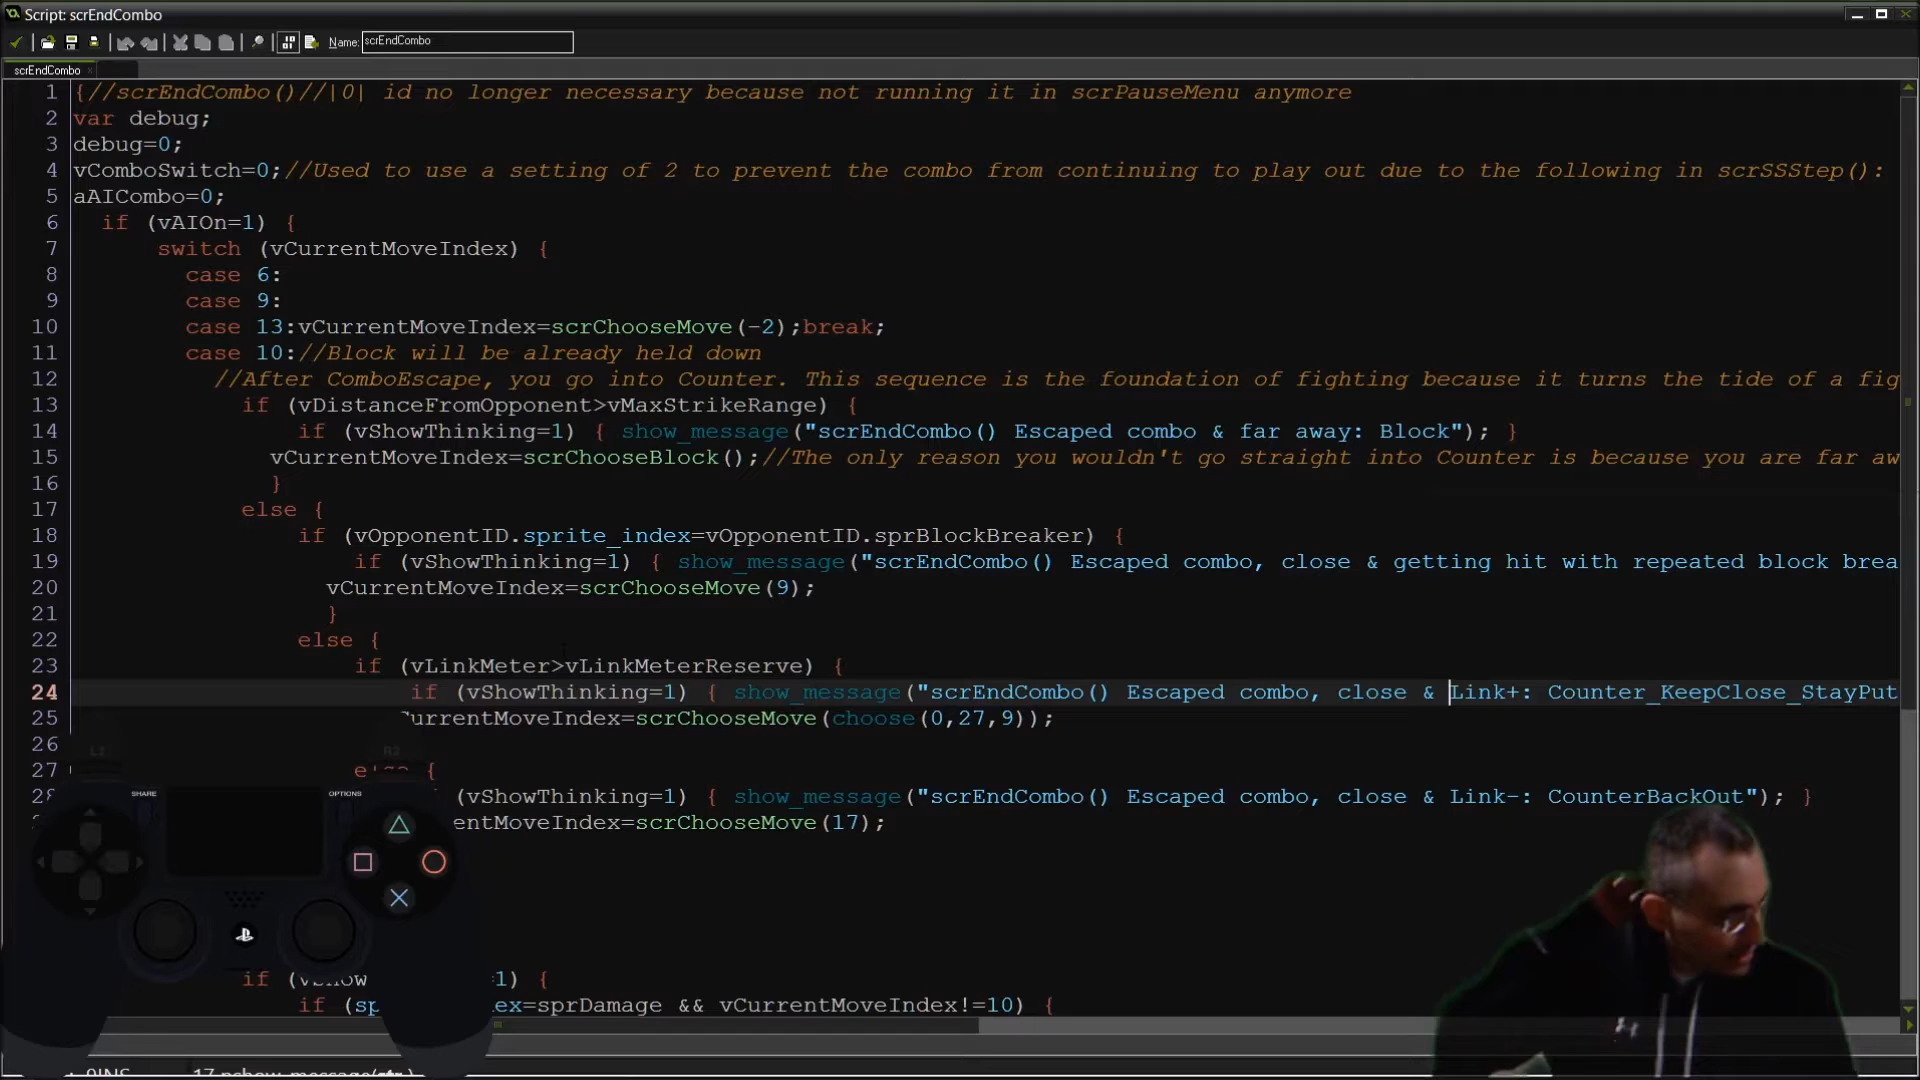 Script: scrEndCombo
Name: scrEndCombo
scrEndCombo
1 {//scrEndCombo()//|0| id no longer necessary because not running it in scrPauseMenu anymore
2 var debug;
3 debug=0;
4 vComboSwitch=0;//Used to use a setting of 2 to prevent the combo from continuing to play out due to the following in scrSSStep():
5 aAICombo=0;
6 if (vAIOn=1) {
7 switch (vCurrentMoveIndex) {
8 case 6:
9 case 9:
10 case 13:vCurrentMoveIndex=scrChooseMove(-2);break;
11 case 10://Block will be already held down
12 //After ComboEscape, you go into Counter. This sequence is the foundation of fighting because it turns the tide of a fig
13 if (vDistanceFromOpponent>vMaxStrikeRange) {
14 if (vShowThinking=1) { show_message("scrEndCombo() Escaped combo & far away: Block"); }
15 vCurrentMoveIndex=scrChooseBlock();//The only reason you wouldn't go straight into Counter is because you are far aw
16 }
17 else {
18 if (vOpponentID.sprite_index=vOpponentID.sprBlockBreaker) {
19 if (vShowThinking=1) { show_message("scrEndCombo() Escaped combo, close & getting hit with repeated block brea
20 vCurrentMoveIndex=scrChooseMove(9);
21 }
22 else {
23 if (vLinkMeter>vLinkMeterReserve) {
24 if (vShowThinking=1) { show_message("scrEndCombo() Escaped combo, close & Link+: Counter_KeepClose_StayPut
25 CurrentMoveIndex=scrChooseMove(choose(0,27,9));
26
27 {
28 (vShowThinking=1) { show_message("scrEndCombo() Escaped combo, close & Link-: CounterBackOut"); }
entMoveIndex=scrChooseMove(17);
if (vShow =1) {
if (sp ex=sprDamage && vCurrentMoveIndex!=10) {
L2
R2
SHARE
OPTIONS